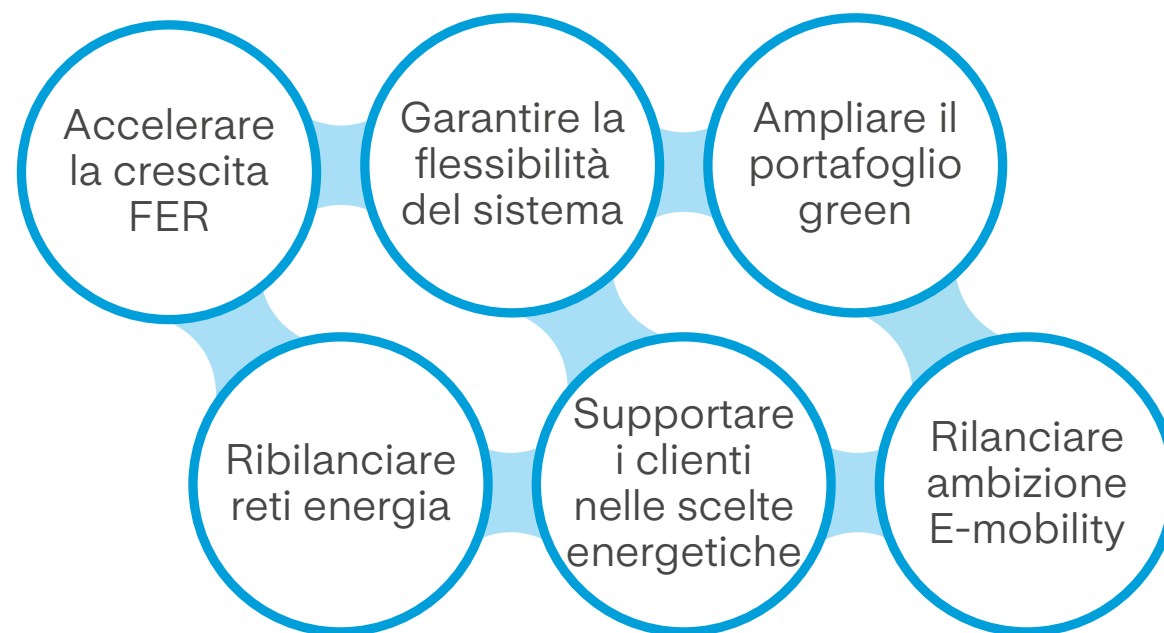 Accelerare
la crescita
FER
Garantire la
flessibilità
del sistema
Ampliare il
portafoglio
green
Ribilanciare
reti energia
Supportare
i clienti
nelle scelte
energetiche
Rilanciare
ambizione
E-mobility